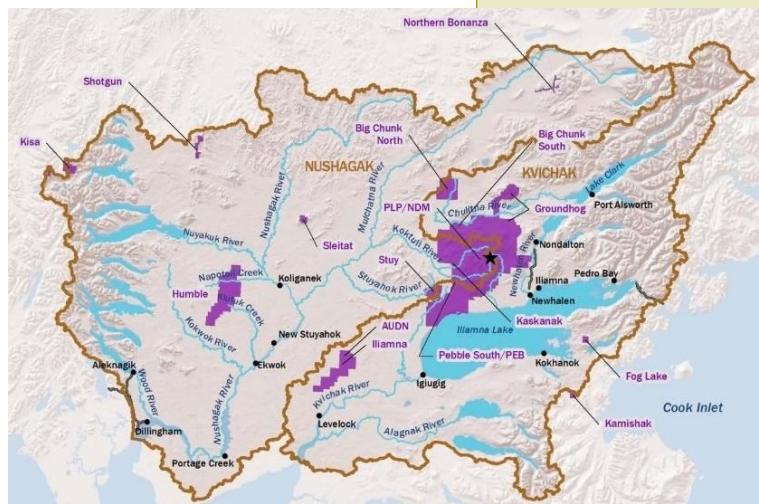 Northern Bonanza
Shotgun
Kisa
Big Chunk
North
Big Chunk
South
NUSHAGAK
KVICHAK
Lake Clark
Mulchatna River
Nushagak River
PLP/NDM
Chulitna River
Groundhog
Port Alsworth
Sleitat
Nuyakuk River
Koktuli River
Nondalton
Newhalen River
Stuy
Napotoli Creek
Koliganek
Stuyahok River
Pedro Bay
Iliamna
Newhalen
Humble
Klutuk Creek
Kaskanak
Iliamna Lake
AUDN
Iliamna
Kokwok River
New Stuyahok
Pebble South/PEB
Ekwok
Aleknagik
Kokhanok
Fog Lake
Igiugig
Wood River
Nushagak River
Kvichak River
Cook Inlet
Levelock
Kamishak
Dillingham
Alagnak River
Portage Creek